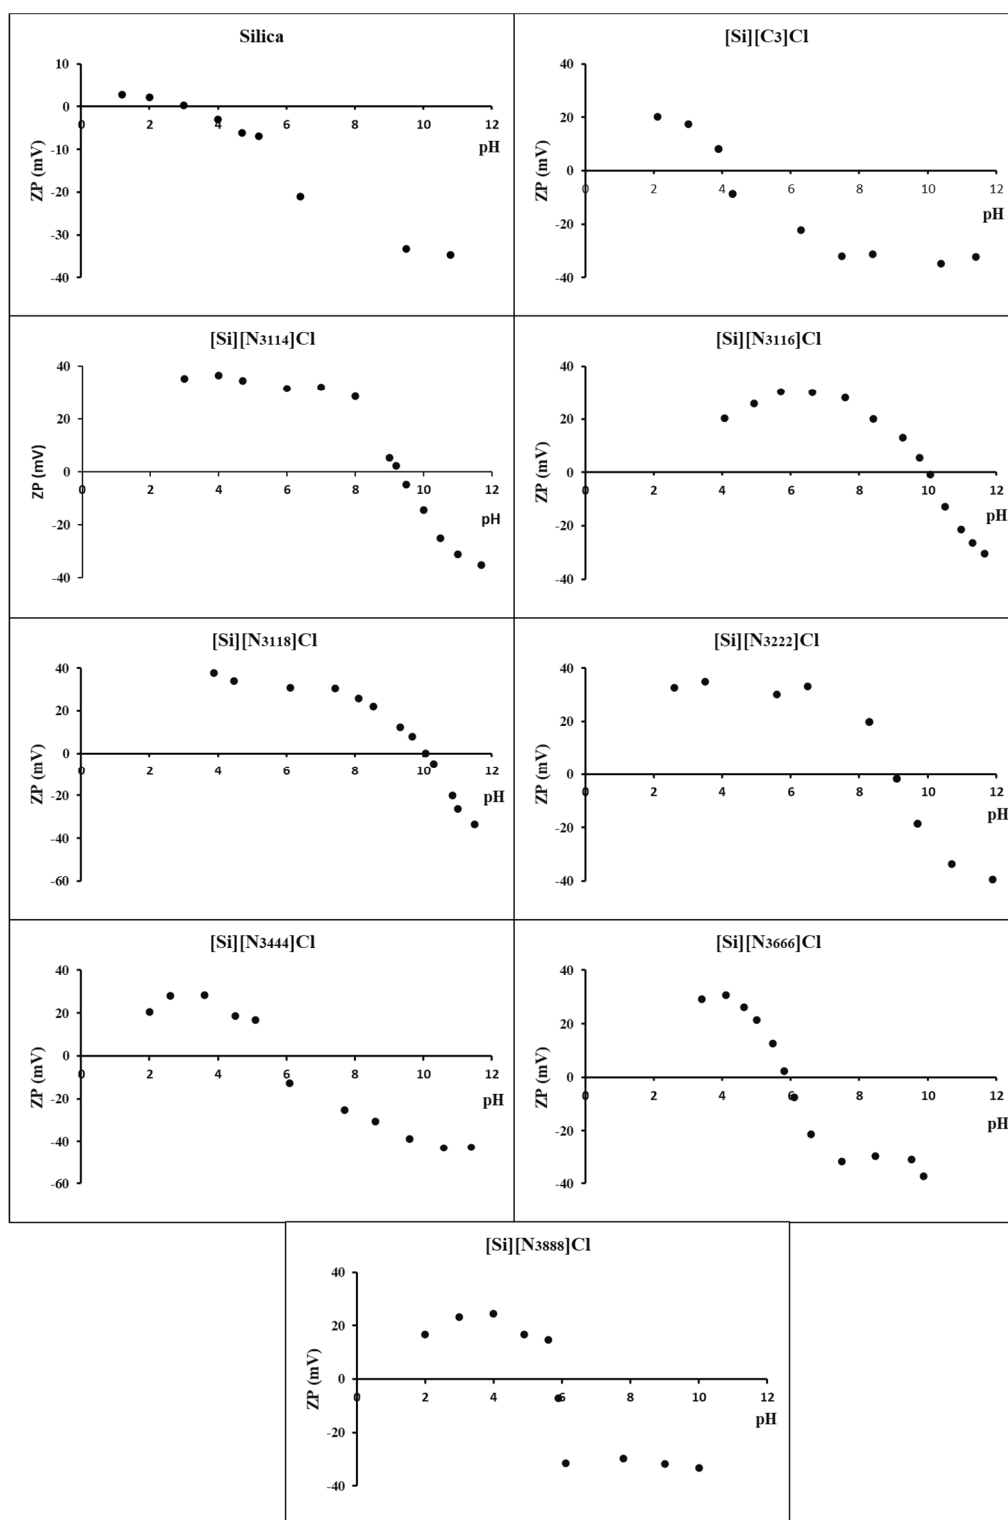 Silica
10
0
0 2 4 6 8 10 12
pH
-10
-20
-30
-40
ZP (mV)
[Si][C3]Cl
40
20
0
0 2 4 6 8 10 12
pH
-20
-40
ZP (mV)
[Si][N3114]Cl
40
20
0
0 2 4 6 8 10 12
pH
-20
-40
ZP (mV)
[Si][N3116]Cl
40
20
0
0 2 4 6 8 10 12
pH
-20
-40
ZP (mV)
[Si][N3118]Cl
40
20
0
0 2 4 6 8 10 12
pH
-20
-40
-60
ZP (mV)
[Si][N3222]Cl
40
20
0
0 2 4 6 8 10 12
pH
-20
-40
ZP (mV)
[Si][N3444]Cl
40
20
0
0 2 4 6 8 10 12
pH
-20
-40
-60
ZP (mV)
[Si][N3666]Cl
40
20
0
0 2 4 6 8 10 12
pH
-20
-40
ZP (mV)
[Si][N3888]Cl
40
20
0
0 2 4 6 8 10 12
pH
-20
-40
ZP (mV)